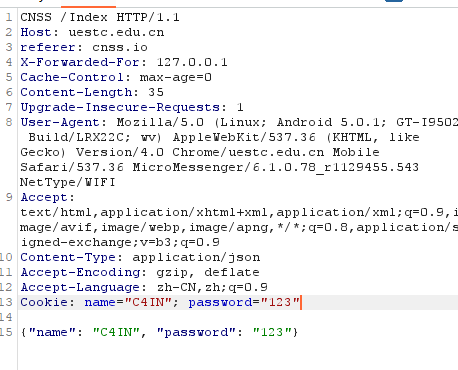 1 CNSS /Index HTTP/1.1
2 Host: uestc.edu.cn
3 referer: cnss.io
4 X-Forwarded-For: 127.0.0.1
5 Cache-Control: max-age=0
6 Content-Length: 35
7 Upgrade-Insecure-Requests: 1
8 User-Agent: Mozilla/5.0 (Linux; Android 5.0.1; GT-I9502
Build/LRX22C; wv) AppleWebKit/537.36 (KHTML, like
Gecko) Version/4.0 Chrome/uestc.edu.cn Mobile
Safari/537.36 MicroMessenger/6.1.0.78_r1129455.543
NetType/WIFI
9 Accept:
text/html,application/xhtml+xml,application/xml;q=0.9,i
mage/avif,image/webp,image/apng,*/*;q=0.8,application/s
igned-exchange;v=b3;q=0.9
10 Content-Type: application/json
11 Accept-Encoding: gzip, deflate
12 Accept-Language: zh-CN,zh;q=0.9
13 Cookie: name="C4IN"; password="123"
14
15 {"name": "C4IN", "password": "123"}